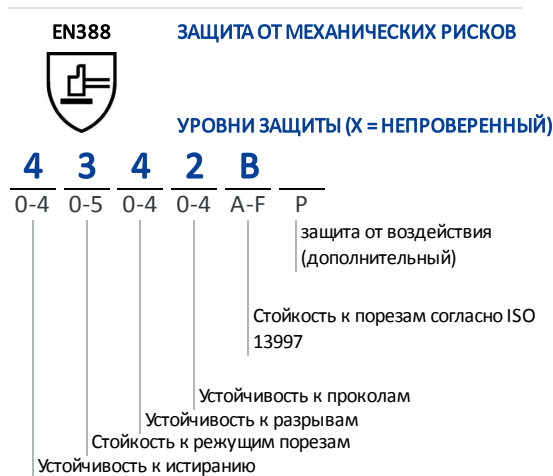 EN388 ЗАЩИТА ОТ МЕХАНИЧЕСКИХ РИСКОВ
УРОВНИ ЗАЩИТЫ (X = НЕПРОВЕРЕННЫЙ)
4 3 4 2 B
0-4 0-5 0-4 0-4 A-F P
защита от воздействия
(дополнительный)
Стойкость к порезам согласно ISO
13997
Устойчивость к проколам
Устойчивость к разрывам
Стойкость к режущим порезам
Устойчивость к истиранию